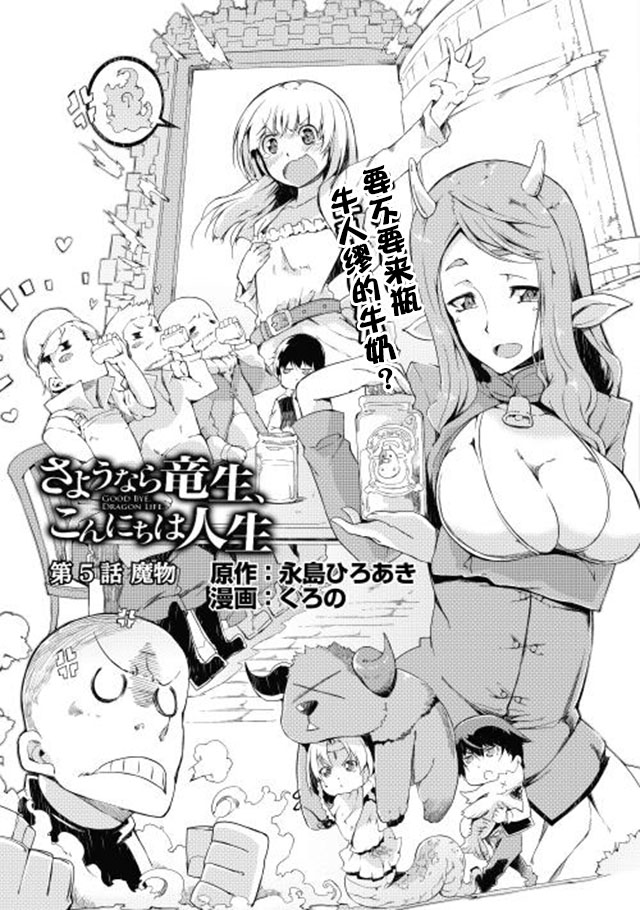 要不要来瓶
牛人缪的牛奶？
さようなら竜生、
GOOD BYE,
DRAGON LIFE.
こんにちは人生
第5話 魔物
原作：永島ひろあき
漫画：くろの